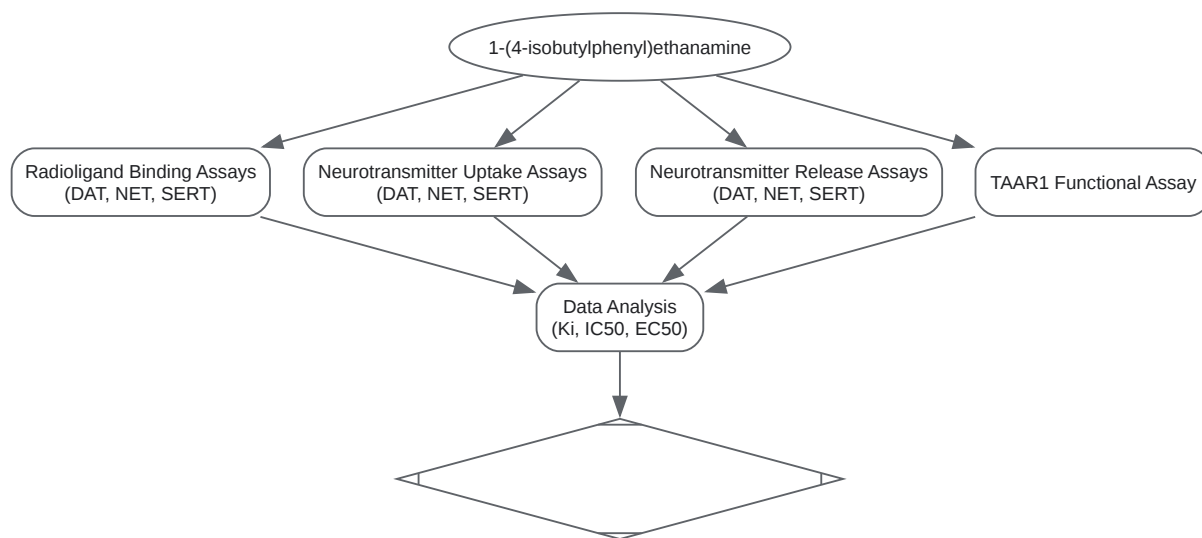 1-(4-isobutylphenyl)ethanamine
Radioligand Binding Assays
(DAT, NET, SERT)
Neurotransmitter Uptake Assays
(DAT, NET, SERT)
Neurotransmitter Release Assays
(DAT, NET, SERT)
TAAR1 Functional Assay
Data Analysis
(Ki, IC50, EC50)